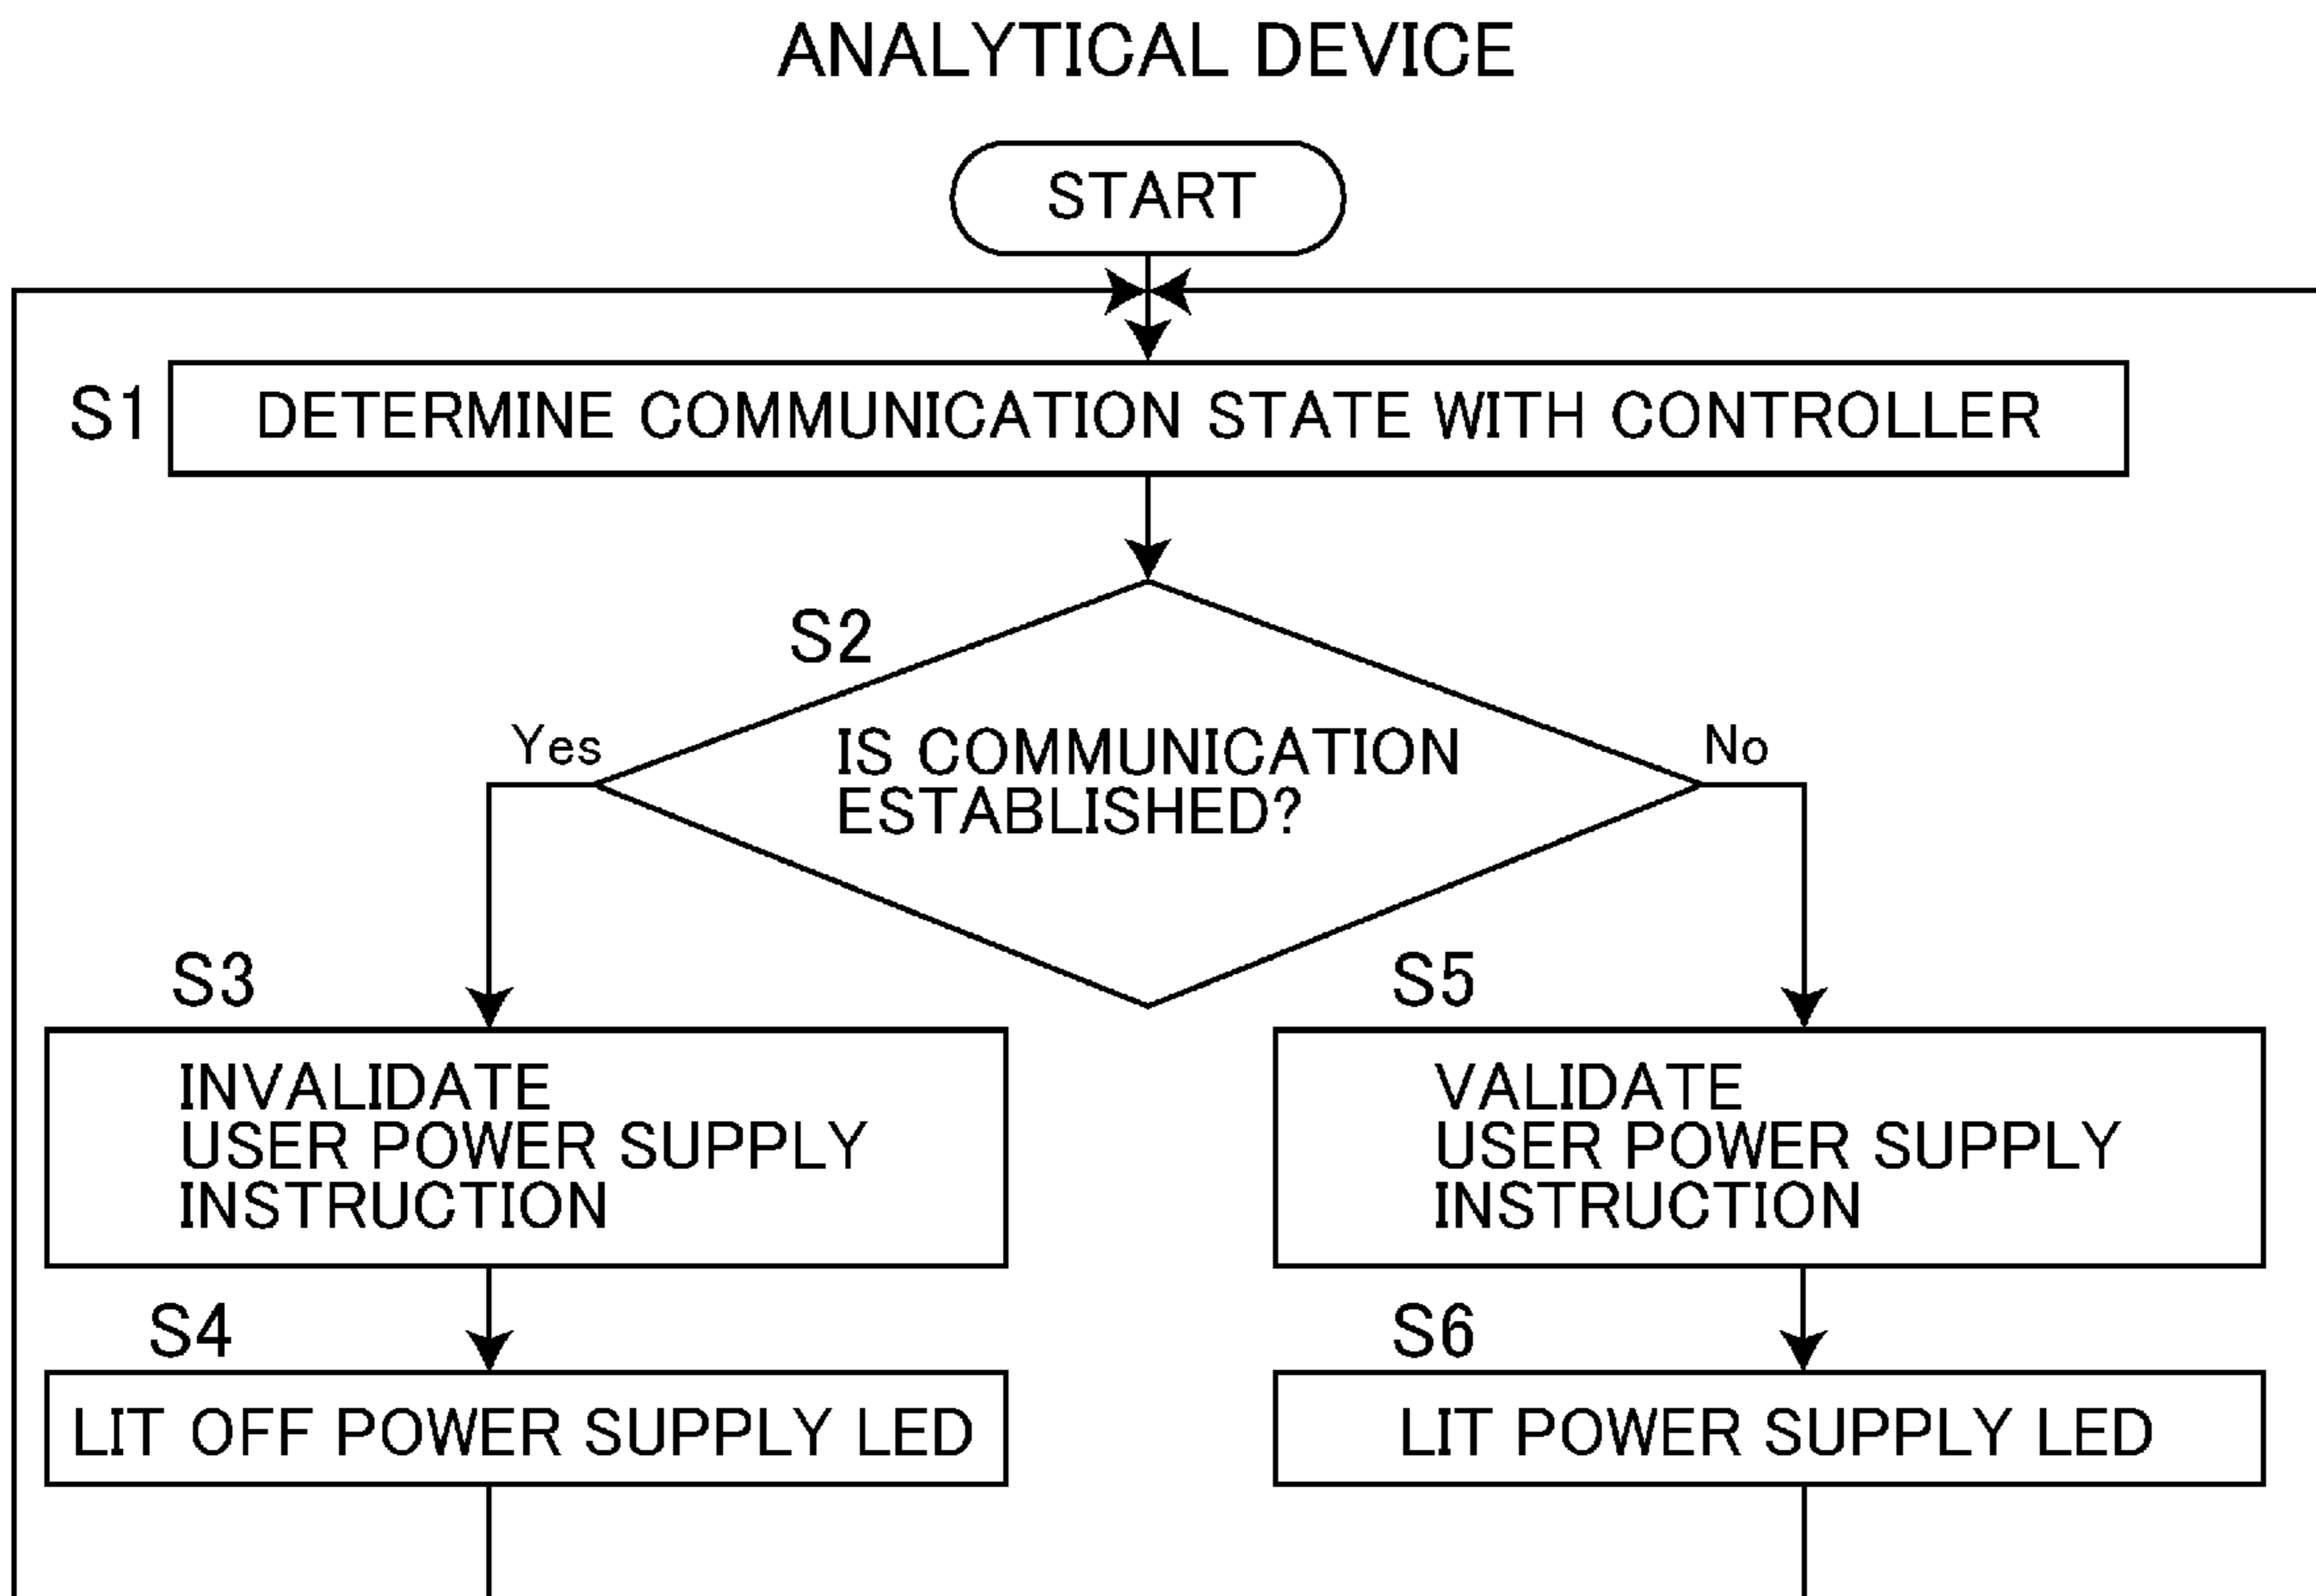 ANALYTICAL DEVICE
START
S1
DETERMINE COMMUNICATION STATE WITH CONTROLLER
S2
Yes
IS COMMUNICATION
ESTABLISHED?
No
S3
INVALIDATE
USER POWER SUPPLY
INSTRUCTION
S5
VALIDATE
USER POWER SUPPLY
INSTRUCTION
S4
LIT OFF POWER SUPPLY LED
S6
LIT POWER SUPPLY LED